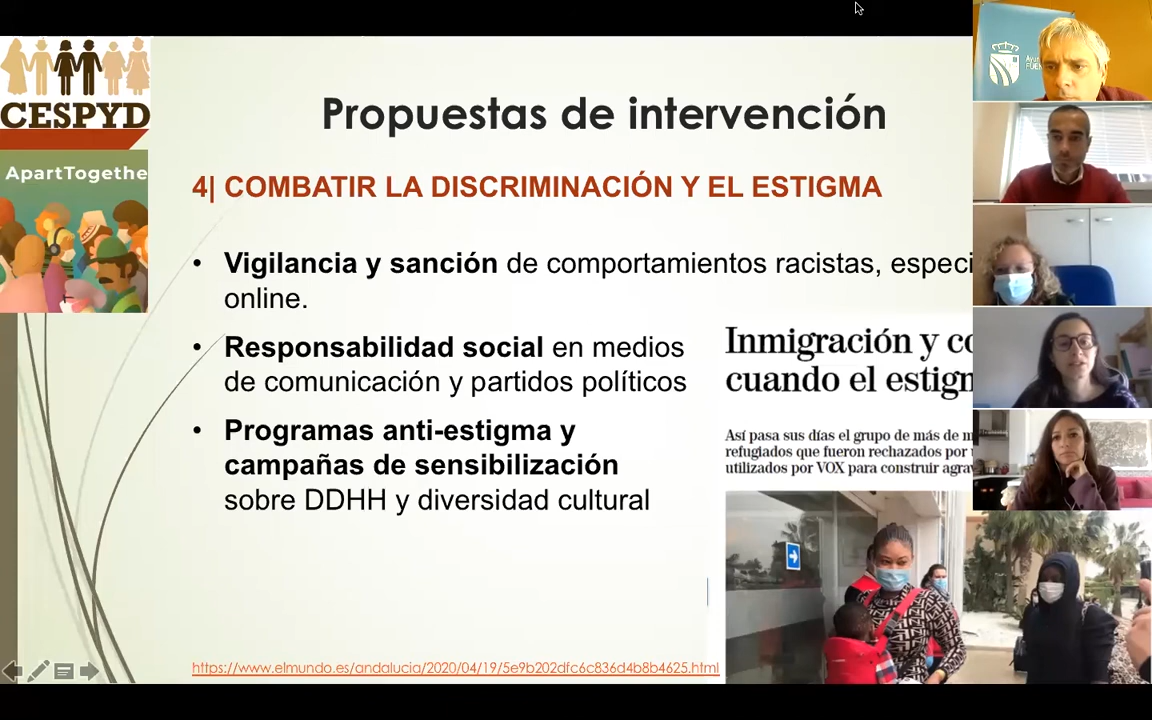 CESPYD
ApartTogethe
Propuestas de intervención
4| COMBATIR LA DISCRIMINACIÓN Y EL ESTIGMA
• Vigilancia y sanción de comportamientos racistas, especi
online.
• Responsabilidad social en medios
de comunicación y partidos políticos
• Programas anti-estigma y
campañas de sensibilización
sobre DDHH y diversidad cultural
Inmigración y co
cuando el estign
Así pasa sus días el grupo de más de m
refugiados que fueron rechazados por
utilizados por VOX para construir agrav
https://www.elmundo.es/andalucia/2020/04/19/5e9b202dfc6c836d4b8b4625.html